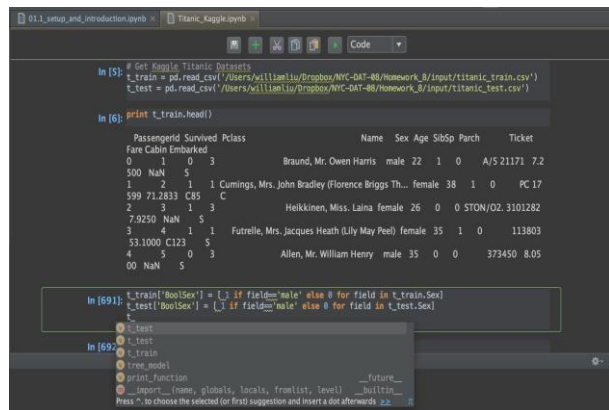 01.1_setup_and_introduction.ipynb × Titanic_Kaggle.ipynb ×
Code
In [5]: # Get Kaggle Titanic Datasets
t_train = pd.read_csv('/Users/williamliu/Dropbox/NYC-DAT-08/Homework_8/input/titanic_train.csv')
t_test = pd.read_csv('/Users/williamliu/Dropbox/NYC-DAT-08/Homework_8/input/titanic_test.csv')
In [6]: print t_train.head()
PassengerId Survived Pclass Name Sex Age SibSp Parch Ticket
Fare Cabin Embarked
0 1 0 3 Braund, Mr. Owen Harris male 22 1 0 A/5 21171 7.2
500 NaN S
1 2 1 1 Cumings, Mrs. John Bradley (Florence Briggs Th... female 38 1 0 PC 17
599 71.2833 C85 C
2 3 1 3 Heikkinen, Miss. Laina female 26 0 0 STON/O2. 3101282
7.9250 NaN S
3 4 1 1 Futrelle, Mrs. Jacques Heath (Lily May Peel) female 35 1 0 113803
53.1000 C123 S
4 5 0 3 Allen, Mr. William Henry male 35 0 0 373450 8.05
00 NaN S
In [691]: t_train['BoolSex'] = [ 1 if field=='male' else 0 for field in t_train.Sex]
t_test['BoolSex'] = [ 1 if field=='male' else 0 for field in t_test.Sex]
t_
t_test
In [692
t_test
t_train
tree_model
print_function __future__
__import__(name, globals, locals, fromlist, level) __builtin__
Press ^. to choose the selected (or first) suggestion and insert a dot afterwards >>